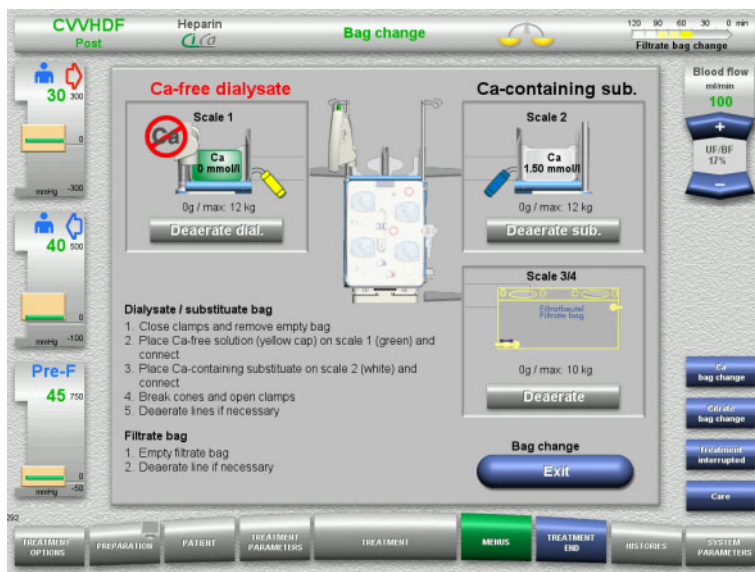 CVVHDF
Post
Heparin
CiCa
Bag change
120 90 60 30 0 min
Filtrate bag change
30 300
0
mmHg -300
40 500
0
mmHg -100
Pre-F
45 750
0
mmHg -50
Ca-free dialysate
Scale 1
Ca
Ca
0 mmol/l
0g / max: 12 kg
Deaerate dial.
Ca-containing sub.
Scale 2
Ca
1.50 mmol/l
0g / max: 12 kg
Deaerate sub.
Scale 3/4
Filtratbeutel
Filtrate bag
0g / max: 10 kg
Deaerate
Dialysate / substituate bag
1. Close clamps and remove empty bag
2. Place Ca-free solution (yellow cap) on scale 1 (green) and
connect
3. Place Ca-containing substituate on scale 2 (white) and
connect
4. Break cones and open clamps
5. Deaerate lines if necessary
Filtrate bag
1. Empty filtrate bag
2. Deaerate line if necessary
Bag change
Exit
Blood flow
ml/min
100
+
UF/BF
17%
−
Ca
bag change
Citrate
bag change
Treatment
interrupted
Care
292
TREATMENT
OPTIONS
PREPARATION
PATIENT
TREATMENT
PARAMETERS
TREATMENT
MENUS
TREATMENT
END
HISTORIES
SYSTEM
PARAMETERS